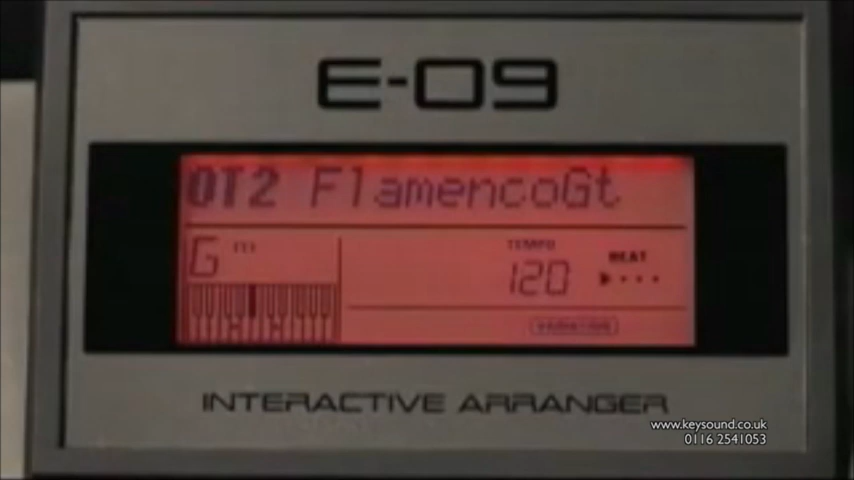 E-09
OT2 FlamencoGt
G m
TEMPO
120
BEAT
VARIATION
INTERACTIVE ARRANGER
www.keysound.co.uk
0116 2541053